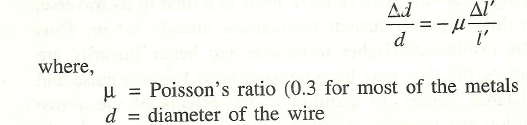 Δd/d = -μ Δl'/l'
where,
μ = Poisson's ratio (0.3 for most of the metals
d = diameter of the wire